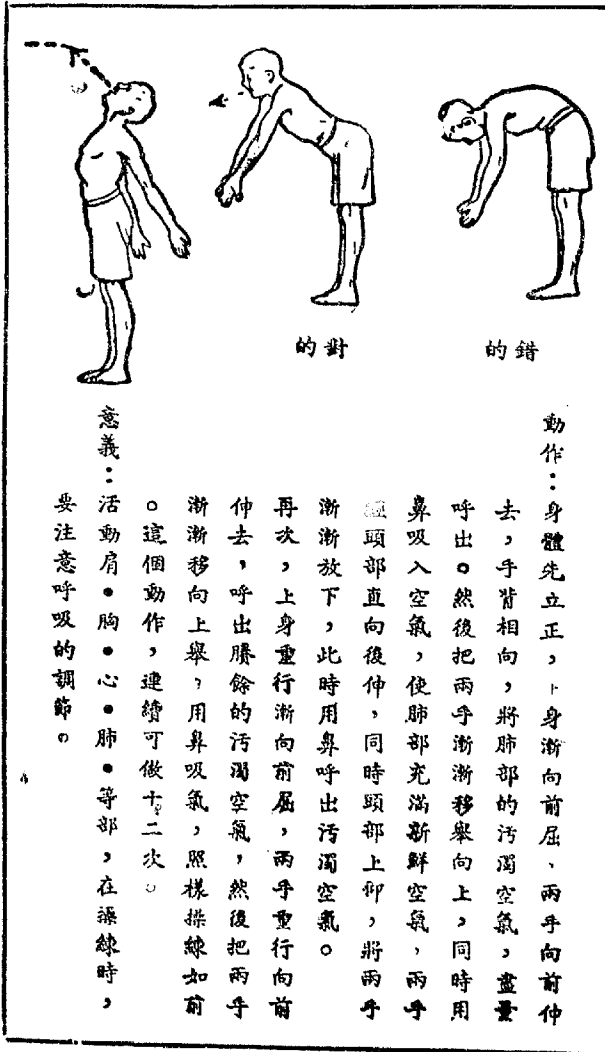 錯的
對的
動作：身體先立正，上身漸向前屈、兩手向前伸
去，手背相向，將肺部的汚濁空氣，盡量
呼出。然後把兩手漸漸移舉向上，同時用
鼻吸入空氣，使肺部充滿新鮮空氣，兩手
頭部直向後伸，同時頭部上仰，將兩手
漸漸放下，此時用鼻呼出汚濁空氣。
再次，上身重行漸向前屈，兩手重行向前
伸去，呼出賸餘的汚濁空氣，然後把兩手
漸漸移向上舉，用鼻吸氣，照樣操練如前
。這個動作，連續可做十二次。
意義：活動肩●胸●心●肺●等部，在操練時，
要注意呼吸的調節。